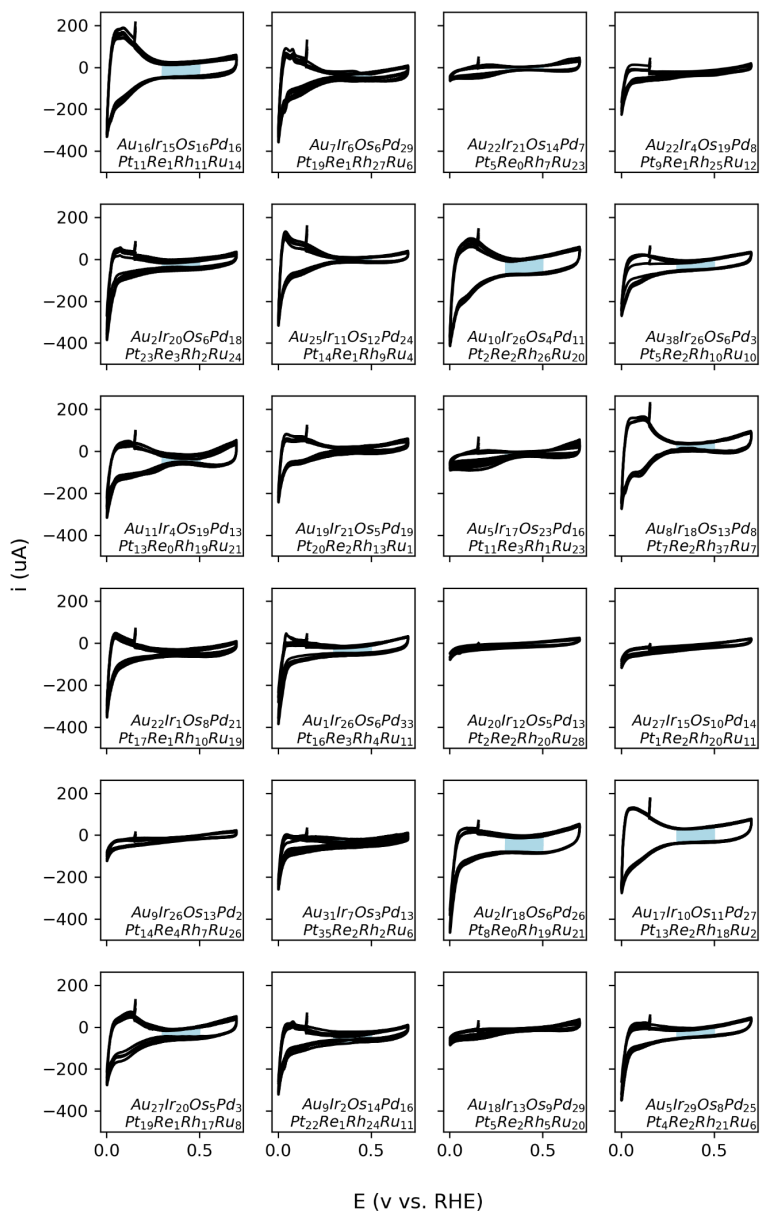 200
0
−200
−400
Au₁₆Ir₁₅Os₁₆Pd₁₆
Pt₁₁Re₁Rh₁₁Ru₁₄
Au₇Ir₆Os₆Pd₂₉
Pt₁₉Re₁Rh₂₇Ru₆
Au₂₂Ir₂₁Os₁₄Pd₇
Pt₅Re₀Rh₇Ru₂₃
Au₂₂Ir₄Os₁₉Pd₈
Pt₉Re₁Rh₂₅Ru₁₂
200
0
−200
−400
Au₂Ir₂₀Os₆Pd₁₈
Pt₂₃Re₃Rh₂Ru₂₄
Au₂₅Ir₁₁Os₁₂Pd₂₄
Pt₁₄Re₁Rh₉Ru₄
Au₁₀Ir₂₆Os₄Pd₁₁
Pt₂Re₂Rh₂₆Ru₂₀
Au₃₈Ir₂₆Os₆Pd₃
Pt₅Re₂Rh₁₀Ru₁₀
200
0
−200
−400
Au₁₁Ir₄Os₁₉Pd₁₃
Pt₁₃Re₀Rh₁₉Ru₂₁
Au₁₉Ir₂₁Os₅Pd₁₉
Pt₂₀Re₂Rh₁₃Ru₁
Au₅Ir₁₇Os₂₃Pd₁₆
Pt₁₁Re₃Rh₁Ru₂₃
Au₈Ir₁₈Os₁₃Pd₈
Pt₇Re₂Rh₃₇Ru₇
i (uA)
200
0
−200
−400
Au₂₂Ir₁Os₈Pd₂₁
Pt₁₇Re₁Rh₁₀Ru₁₉
Au₁Ir₂₆Os₆Pd₃₃
Pt₁₆Re₃Rh₄Ru₁₁
Au₂₀Ir₁₂Os₅Pd₁₃
Pt₂Re₂Rh₂₀Ru₂₈
Au₂₇Ir₁₅Os₁₀Pd₁₄
Pt₁Re₂Rh₂₀Ru₁₁
200
0
−200
−400
Au₉Ir₂₆Os₁₃Pd₂
Pt₁₄Re₄Rh₇Ru₂₆
Au₃₁Ir₇Os₃Pd₁₃
Pt₃₅Re₂Rh₂Ru₆
Au₂Ir₁₈Os₆Pd₂₆
Pt₈Re₀Rh₁₉Ru₂₁
Au₁₇Ir₁₀Os₁₁Pd₂₇
Pt₁₃Re₂Rh₁₈Ru₂
200
0
−200
−400
Au₂₇Ir₂₀Os₅Pd₃
Pt₁₉Re₁Rh₁₇Ru₈
Au₉Ir₂Os₁₄Pd₁₆
Pt₂₂Re₁Rh₂₄Ru₁₁
Au₁₈Ir₁₃Os₉Pd₂₉
Pt₅Re₂Rh₅Ru₂₀
Au₅Ir₂₉Os₈Pd₂₅
Pt₄Re₂Rh₂₁Ru₆
0.0 0.5 0.0 0.5 0.0 0.5 0.0 0.5
E (v vs. RHE)